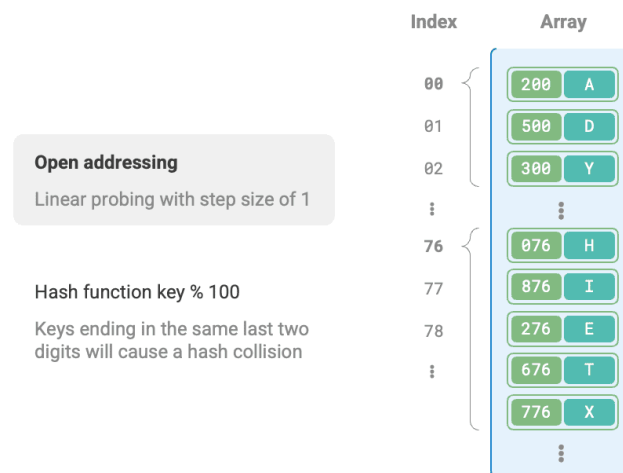 Index Array
00 200 A
01 500 D
Open addressing
02 300 Y
Linear probing with step size of 1
76 076 H
77 876 I
Hash function key % 100
78 276 E
Keys ending in the same last two
digits will cause a hash collision
676 T
776 X